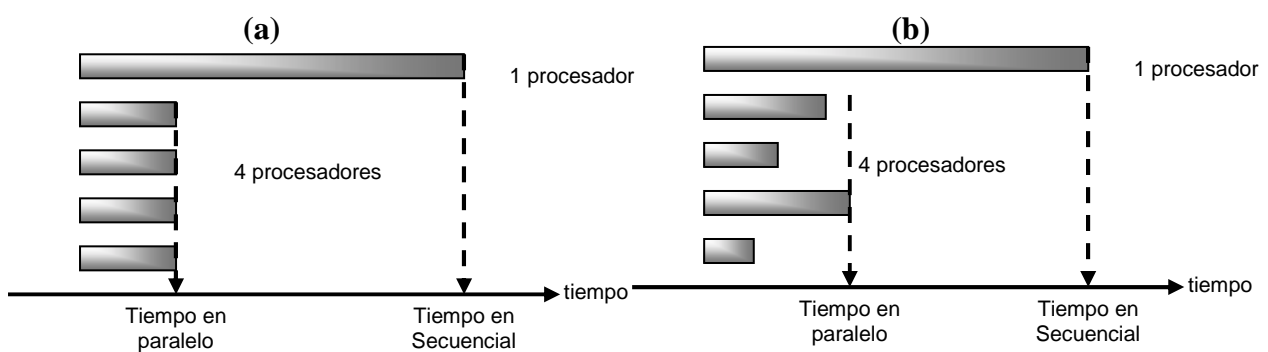 (a)
1 procesador
4 procesadores
tiempo
Tiempo en
paralelo
Tiempo en
Secuencial
(b)
1 procesador
4 procesadores
tiempo
Tiempo en
paralelo
Tiempo en
Secuencial